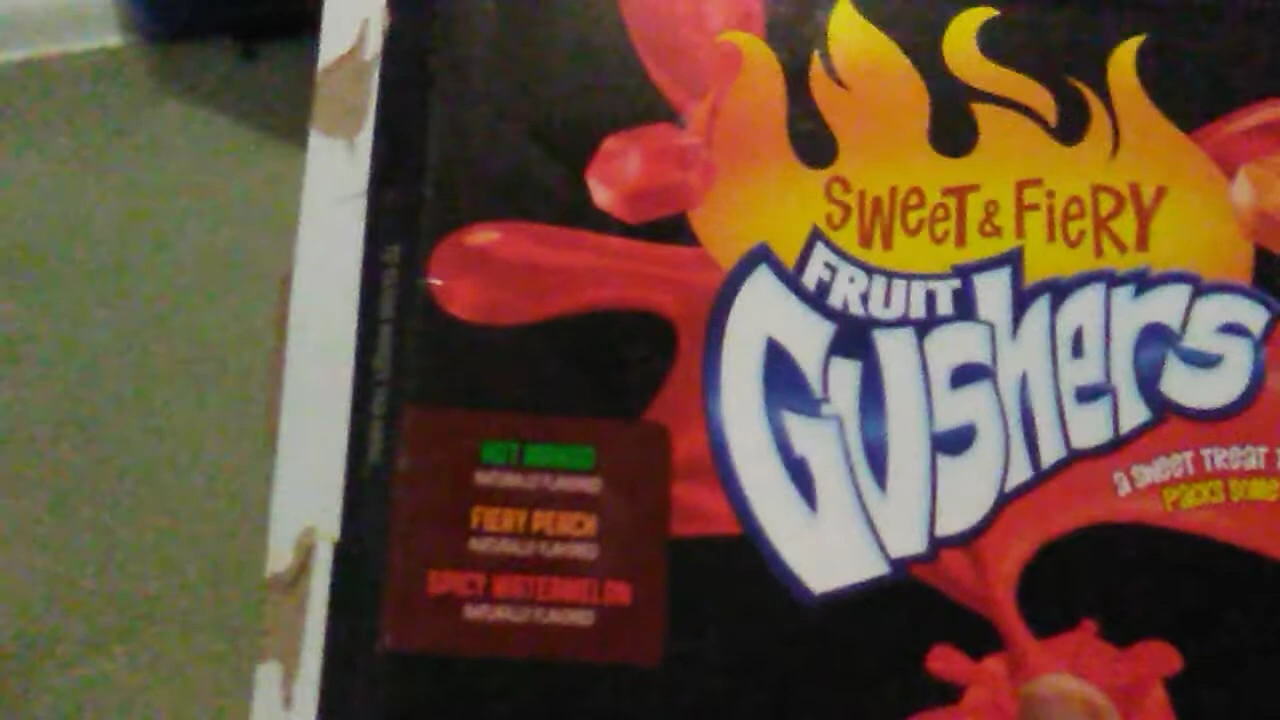 SWEET & FIERY
FRUIT
GUSHERS
A SWEET TREAT
PACKS SOME
HOT MANGO
NATURALLY FLAVORED
FIERY PEACH
NATURALLY FLAVORED
SPICY WATERMELON
NATURALLY FLAVORED